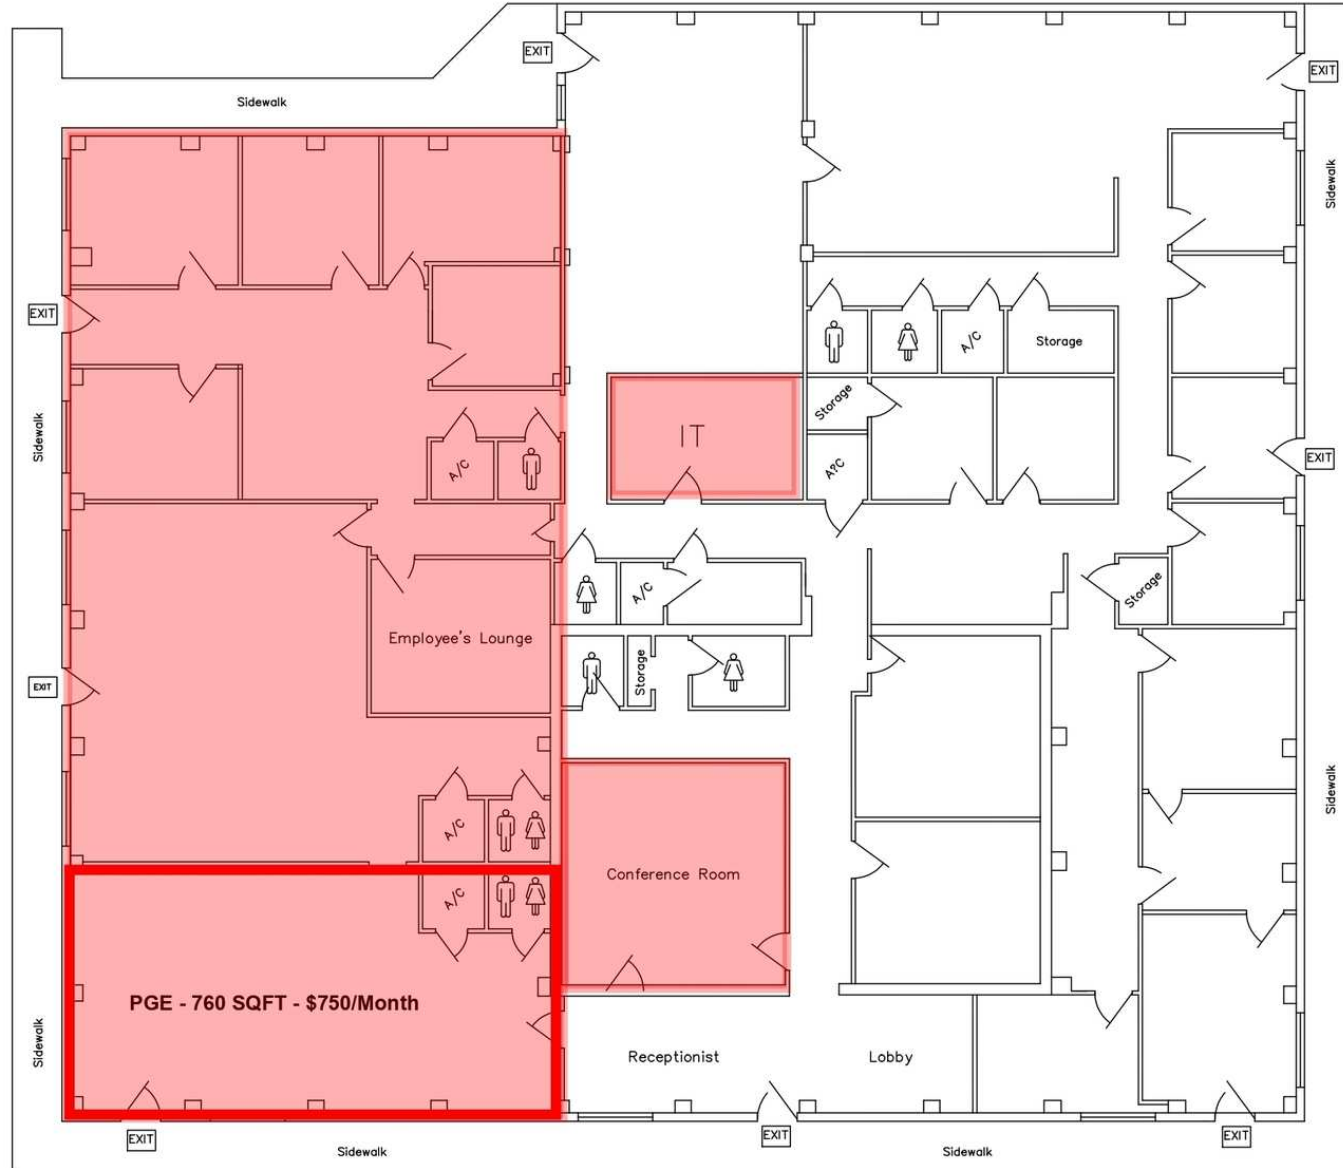 EXIT
EXIT
Sidewalk
Sidewalk
EXIT
Storage
A/C
Storage
IT
Sidewalk
A/C
A?C
EXIT
A/C
Storage
Employee's Lounge
Storage
EXIT
Sidewalk
A/C
Conference Room
A/C
PGE - 760 SQFT - $750/Month
Sidewalk
Receptionist
Lobby
EXIT
EXIT
EXIT
Sidewalk
Sidewalk